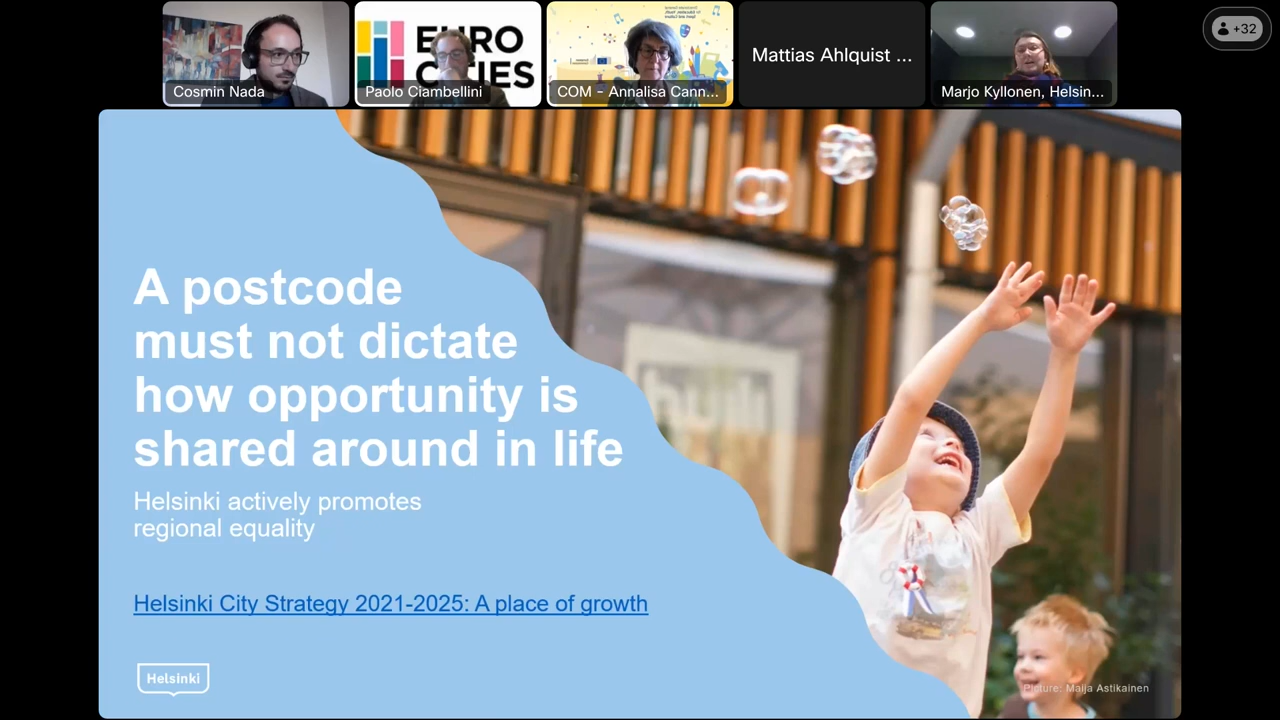 EURO
CITIES
Cosmin Nada
Paolo Ciambellini
COM - Annalisa Cann...
Mattias Ahlquist ...
Marjo Kyllonen, Helsin...
+32
A postcode
must not dictate
how opportunity is
shared around in life
Helsinki actively promotes
regional equality
Helsinki City Strategy 2021-2025: A place of growth
Helsinki
Picture: Maija Astikainen